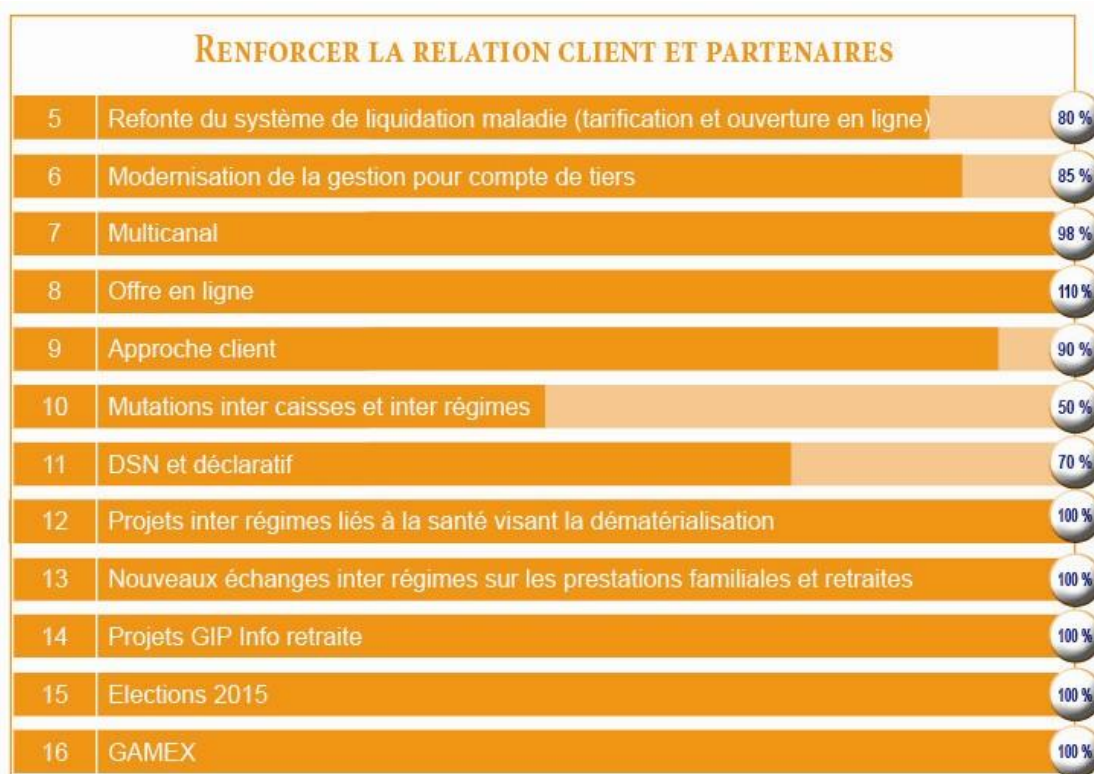 RENFORCER LA RELATION CLIENT ET PARTENAIRES
5 Refonte du système de liquidation maladie (tarification et ouverture en ligne) 80 %
6 Modernisation de la gestion pour compte de tiers 85 %
7 Multicanal 98 %
8 Offre en ligne 110 %
9 Approche client 90 %
10 Mutations inter caisses et inter régimes 50 %
11 DSN et déclaratif 70 %
12 Projets inter régimes liés à la santé visant la dématérialisation 100 %
13 Nouveaux échanges inter régimes sur les prestations familiales et retraites 100 %
14 Projets GIP Info retraite 100 %
15 Elections 2015 100 %
16 GAMEX 100 %